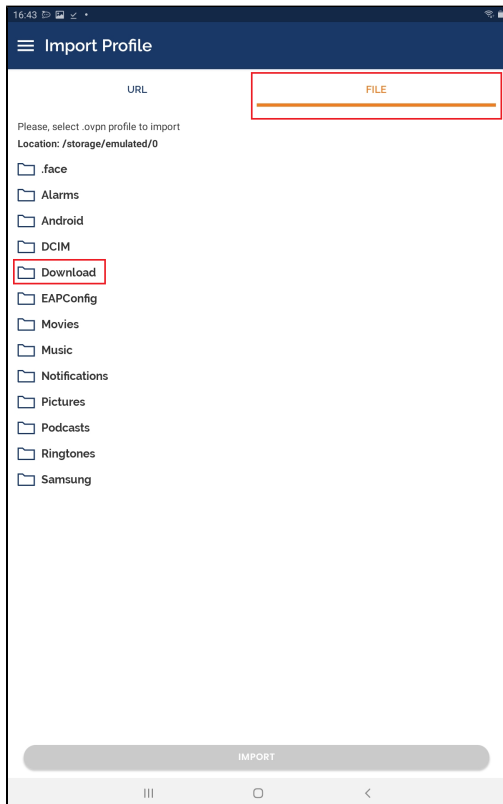 16:43
Import Profile
URL
FILE
Please, select .ovpn profile to import
Location: /storage/emulated/0
.face
Alarms
Android
DCIM
Download
EAPConfig
Movies
Music
Notifications
Pictures
Podcasts
Ringtones
Samsung
IMPORT